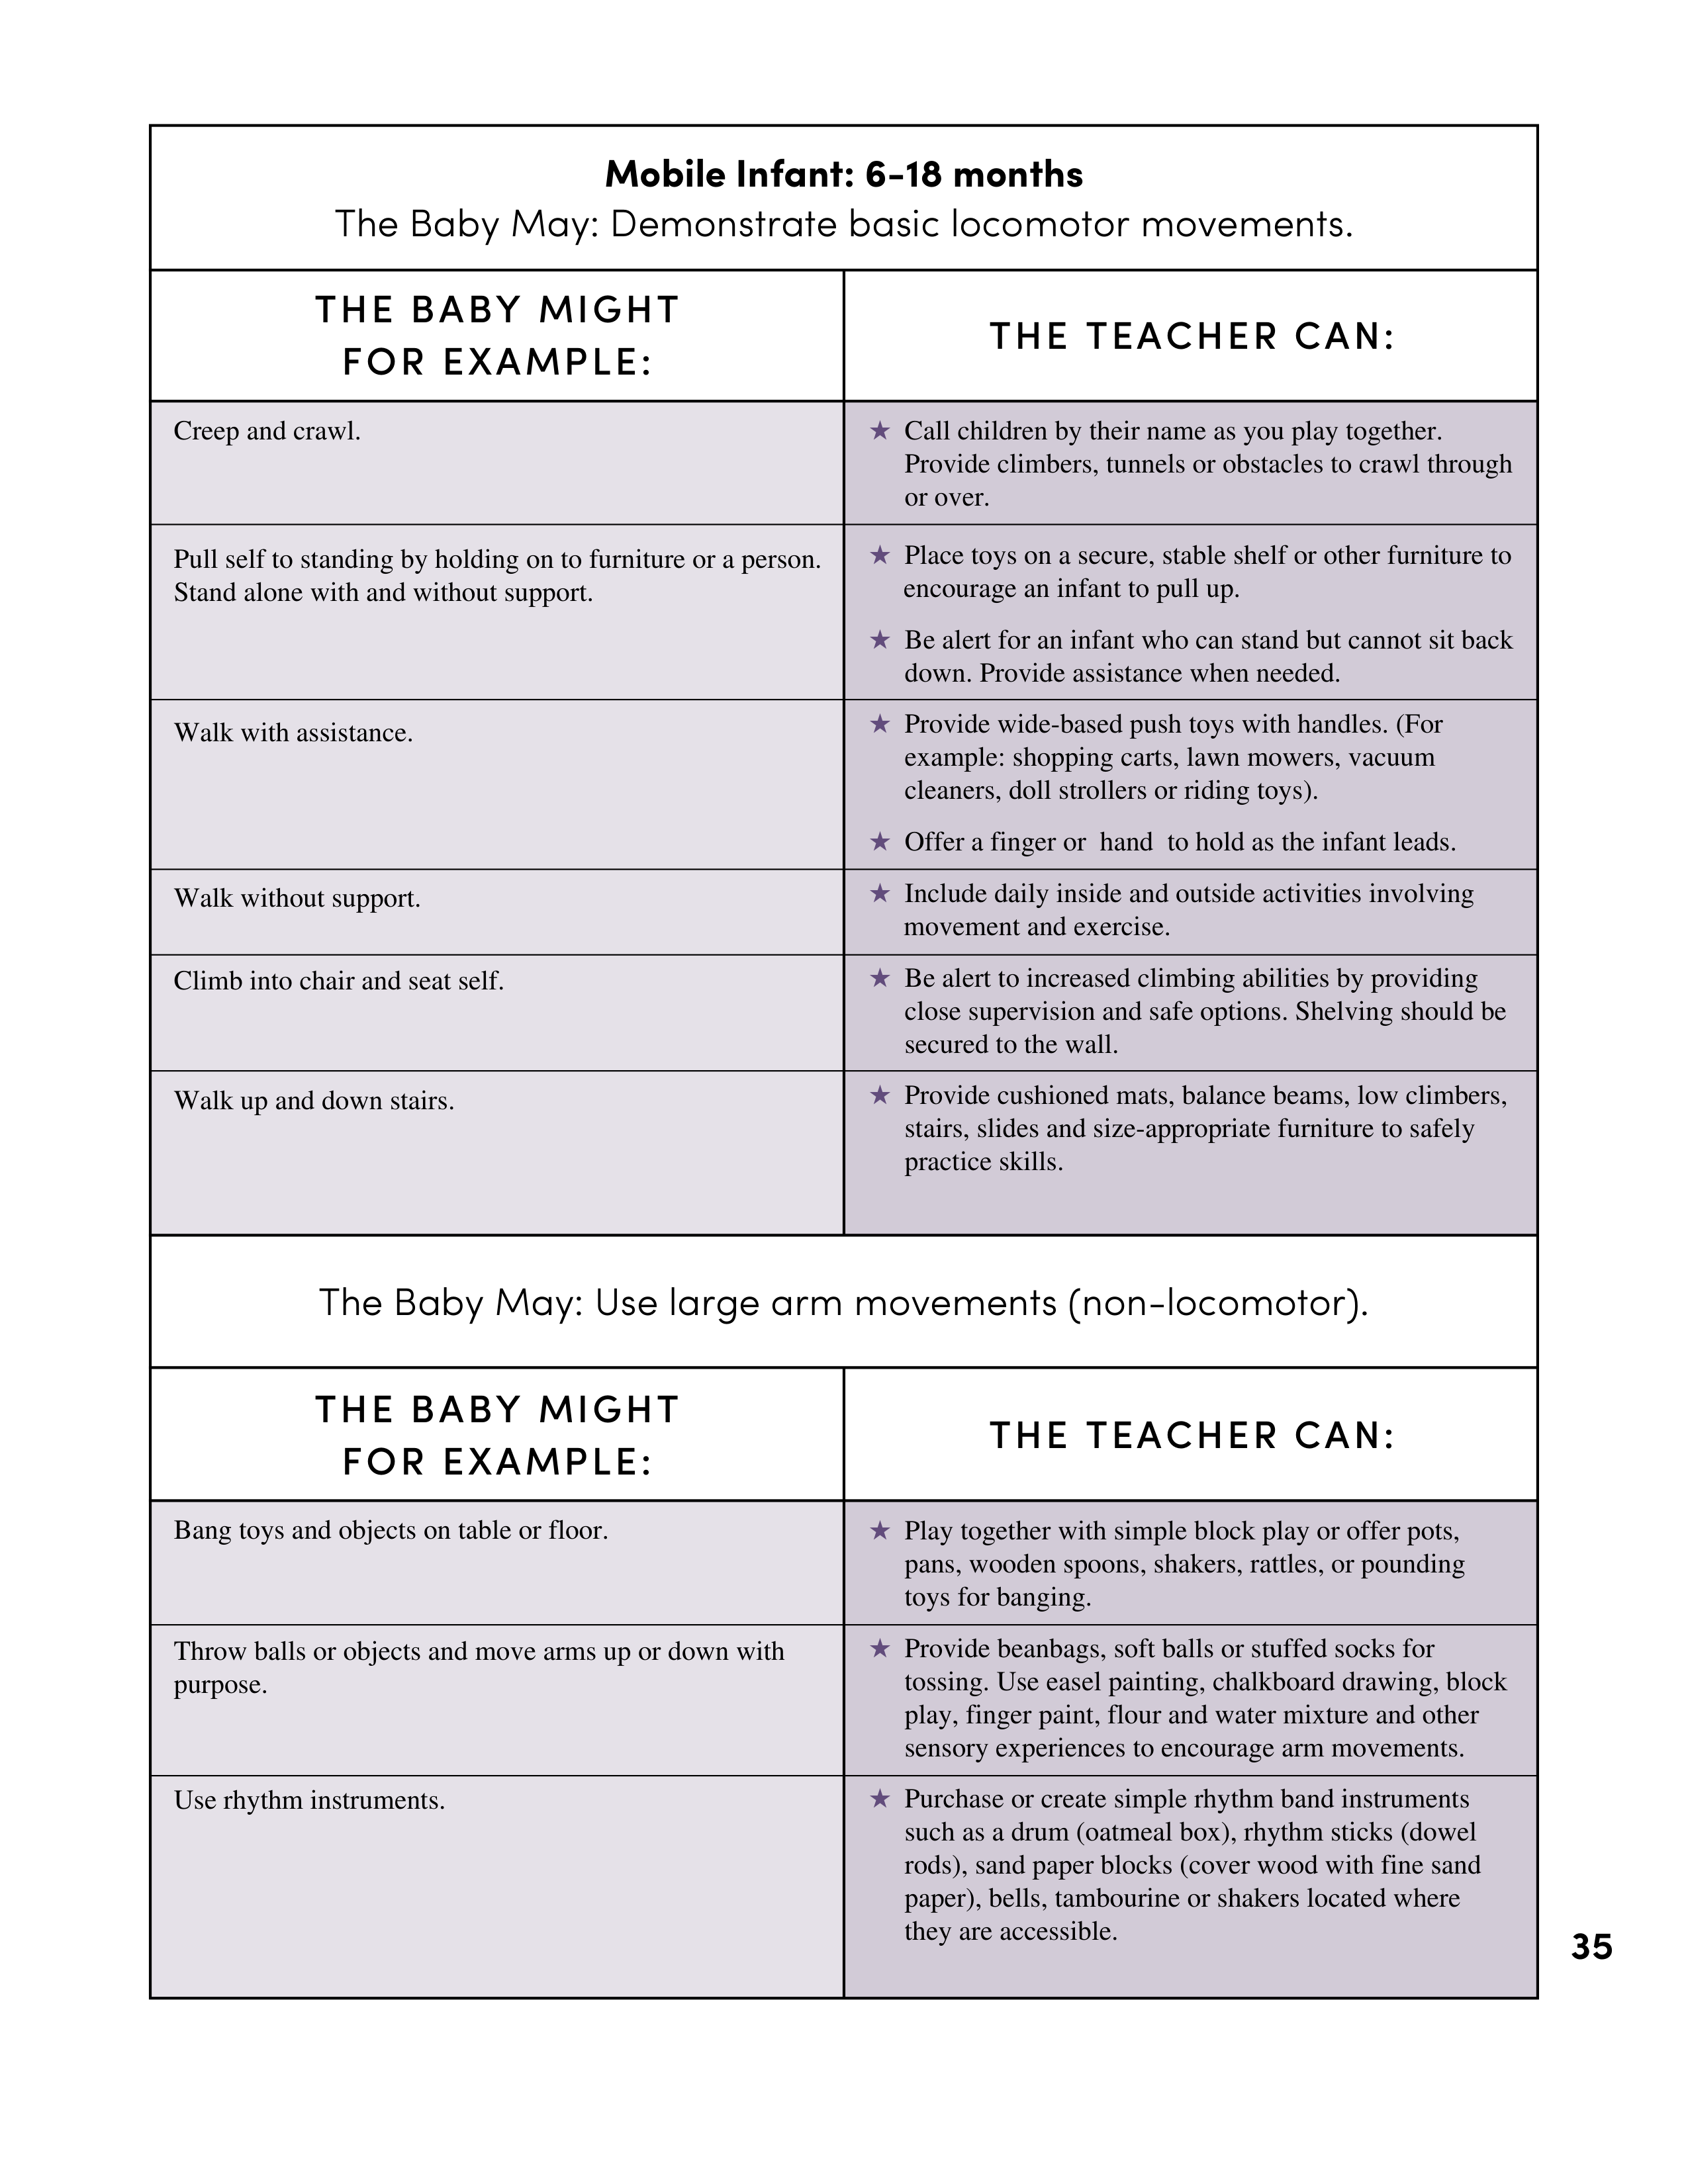 Mobile Infant: 6-18 months
The Baby May: Demonstrate basic locomotor movements.
THE BABY MIGHT
FOR EXAMPLE:
THE TEACHER CAN:
Creep and crawl.
★ Call children by their name as you play together.
Provide climbers, tunnels or obstacles to crawl through
or over.
Pull self to standing by holding on to furniture or a person.
Stand alone with and without support.
★ Place toys on a secure, stable shelf or other furniture to
encourage an infant to pull up.
★ Be alert for an infant who can stand but cannot sit back
down. Provide assistance when needed.
Walk with assistance.
★ Provide wide-based push toys with handles. (For
example: shopping carts, lawn mowers, vacuum
cleaners, doll strollers or riding toys).
★ Offer a finger or  hand  to hold as the infant leads.
Walk without support.
★ Include daily inside and outside activities involving
movement and exercise.
Climb into chair and seat self.
★ Be alert to increased climbing abilities by providing
close supervision and safe options. Shelving should be
secured to the wall.
Walk up and down stairs.
★ Provide cushioned mats, balance beams, low climbers,
stairs, slides and size-appropriate furniture to safely
practice skills.
The Baby May: Use large arm movements (non-locomotor).
THE BABY MIGHT
FOR EXAMPLE:
THE TEACHER CAN:
Bang toys and objects on table or floor.
★ Play together with simple block play or offer pots,
pans, wooden spoons, shakers, rattles, or pounding
toys for banging.
Throw balls or objects and move arms up or down with
purpose.
★ Provide beanbags, soft balls or stuffed socks for
tossing. Use easel painting, chalkboard drawing, block
play, finger paint, flour and water mixture and other
sensory experiences to encourage arm movements.
Use rhythm instruments.
★ Purchase or create simple rhythm band instruments
such as a drum (oatmeal box), rhythm sticks (dowel
rods), sand paper blocks (cover wood with fine sand
paper), bells, tambourine or shakers located where
they are accessible.
35